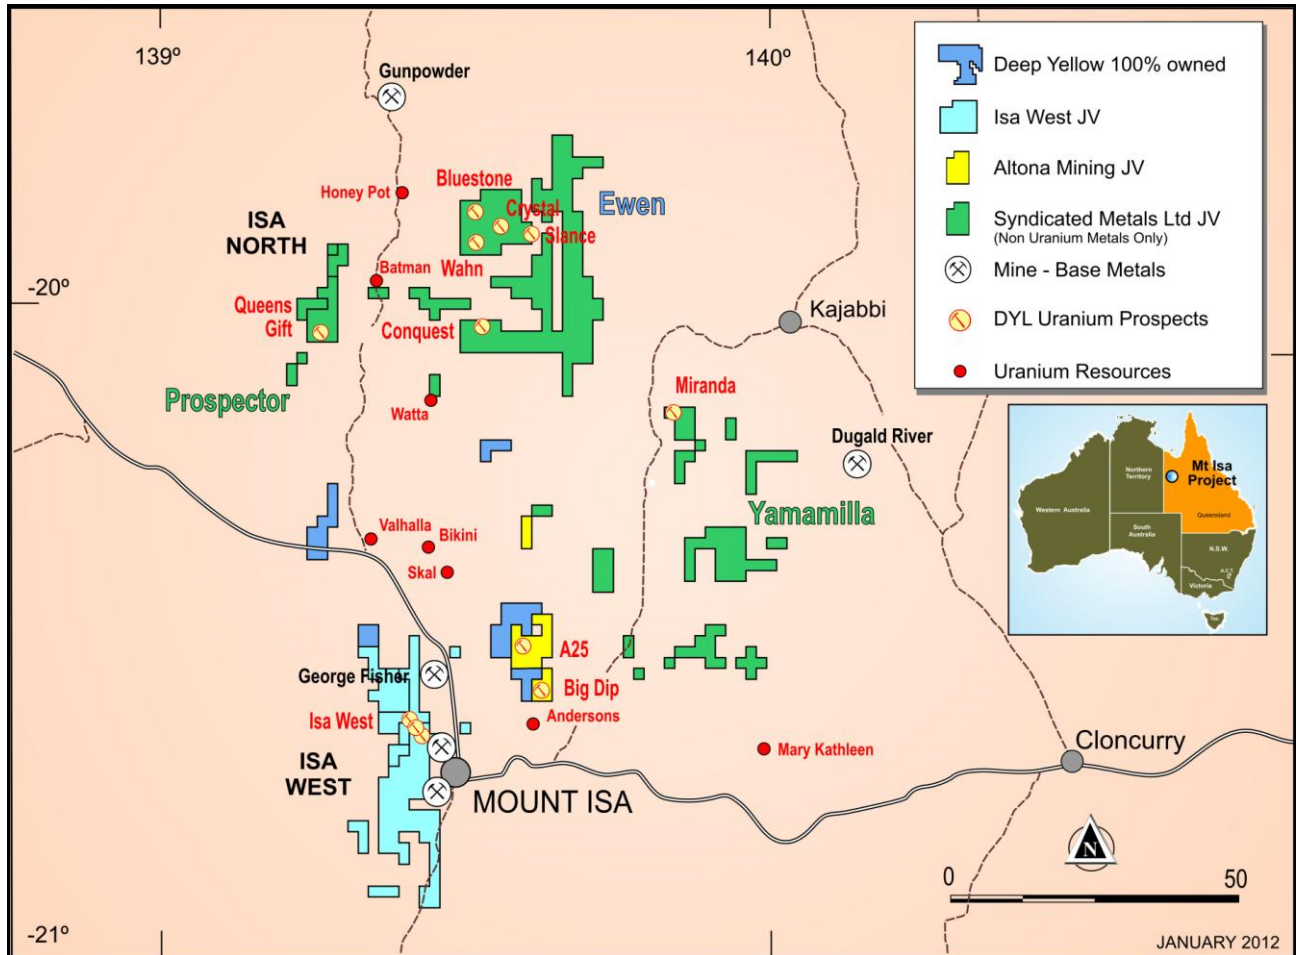 139º
140º
Gunpowder
Deep Yellow 100% owned
Isa West JV
Altona Mining JV
Syndicated Metals Ltd JV
(Non Uranium Metals Only)
Mine - Base Metals
DYL Uranium Prospects
Uranium Resources
Honey Pot
Bluestone
Crystal
Ewen
Slance
ISA
NORTH
Wahn
Batman
-20º
Queens
Gift
Conquest
Kajabbi
Prospector
Watta
Miranda
Dugald River
Yamamilla
Valhalla
Bikini
Skal
Northern
Territory
Mt Isa
Project
Western Australia
Queensland
South
Australia
N.S.W.
A.C.T.
Victoria
Tas.
George Fisher
A25
Isa West
Big Dip
Andersons
Mary Kathleen
Cloncurry
ISA
WEST
MOUNT ISA
N
0
50
-21º
JANUARY 2012